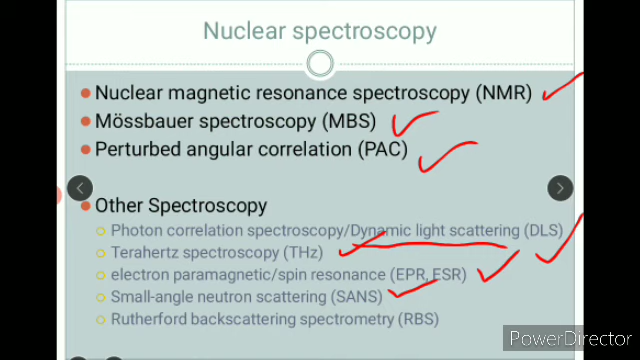 Nuclear spectroscopy
Nuclear magnetic resonance spectroscopy (NMR)
Mössbauer spectroscopy (MBS)
Perturbed angular correlation (PAC)
Other Spectroscopy
Photon correlation spectroscopy/Dynamic light scattering (DLS)
Terahertz spectroscopy (THz)
electron paramagnetic/spin resonance (EPR, ESR)
Small-angle neutron scattering (SANS)
Rutherford backscattering spectrometry (RBS)
PowerDirector